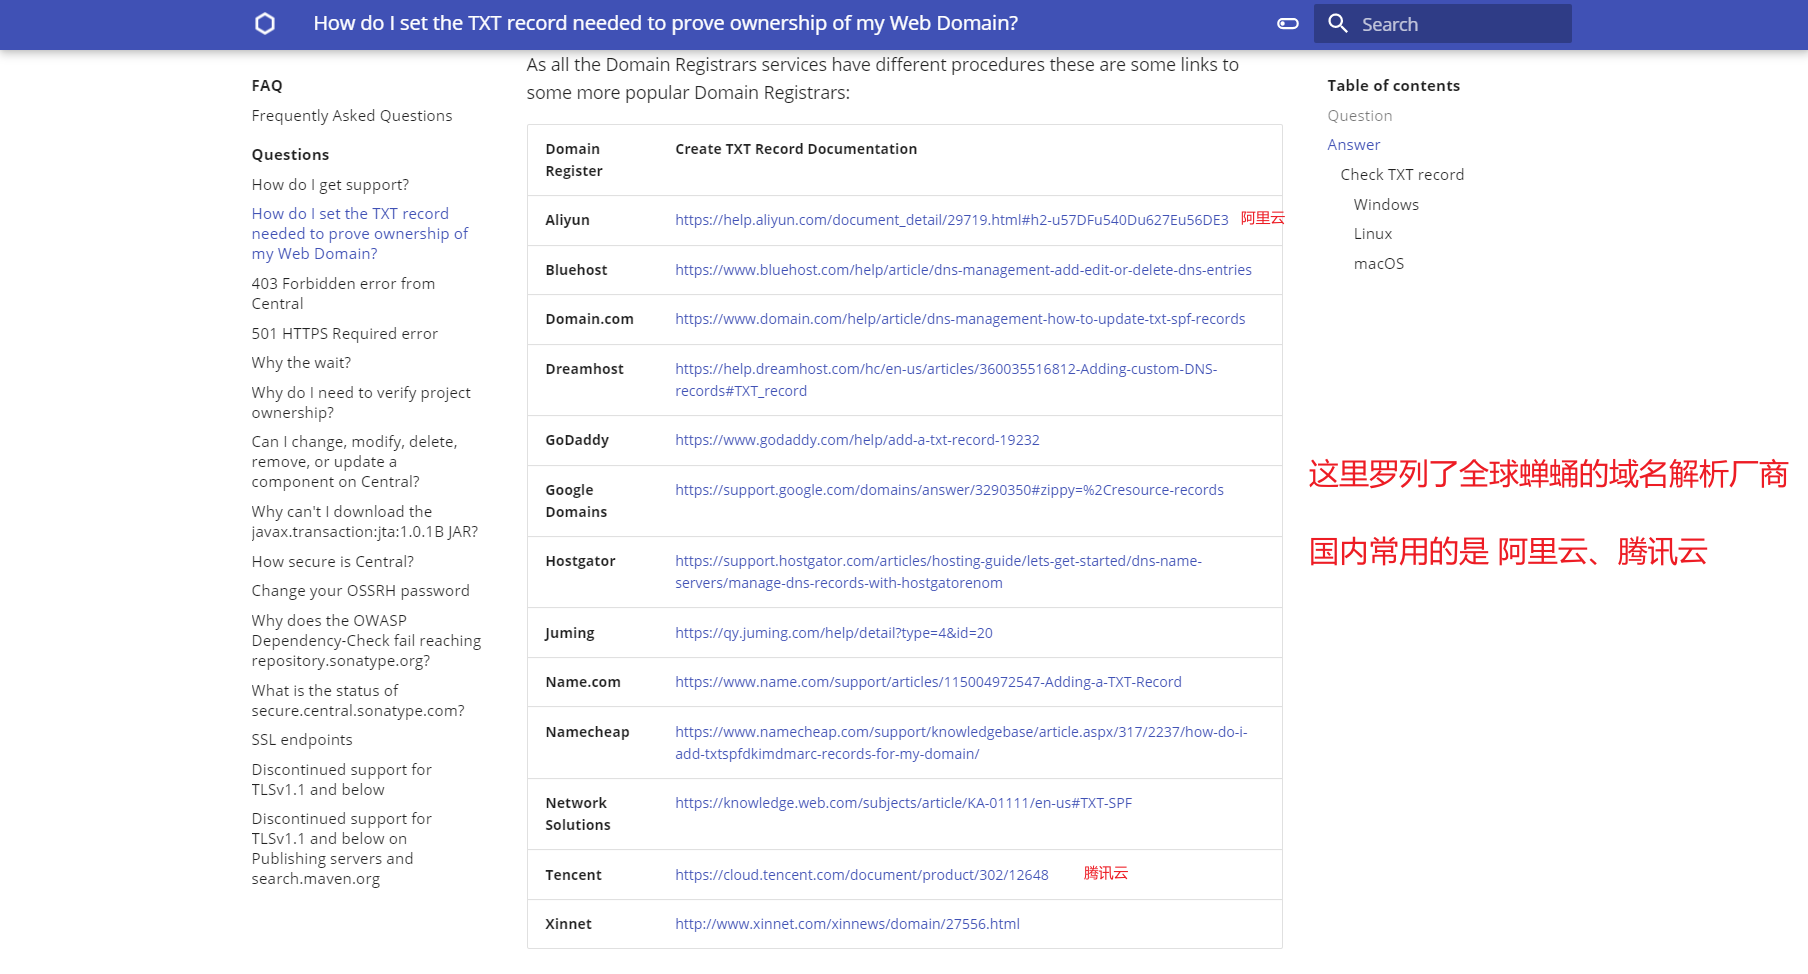 How do I set the TXT record needed to prove ownership of my Web Domain?
Search
FAQ
Frequently Asked Questions
Questions
How do I get support?
How do I set the TXT record
needed to prove ownership of
my Web Domain?
403 Forbidden error from
Central
501 HTTPS Required error
Why the wait?
Why do I need to verify project
ownership?
Can I change, modify, delete,
remove, or update a
component on Central?
Why can't I download the
javax.transaction:jta:1.0.1B JAR?
How secure is Central?
Change your OSSRH password
Why does the OWASP
Dependency-Check fail reaching
repository.sonatype.org?
What is the status of
secure.central.sonatype.com?
SSL endpoints
Discontinued support for
TLSv1.1 and below
Discontinued support for
TLSv1.1 and below on
Publishing servers and
search.maven.org
As all the Domain Registrars services have different procedures these are some links to
some more popular Domain Registrars:
Domain
Register
Create TXT Record Documentation
Aliyun
https://help.aliyun.com/document_detail/29719.html#h2-u57DFu540Du627Eu56DE3
阿里云
Bluehost
https://www.bluehost.com/help/article/dns-management-add-edit-or-delete-dns-entries
Domain.com
https://www.domain.com/help/article/dns-management-how-to-update-txt-spf-records
Dreamhost
https://help.dreamhost.com/hc/en-us/articles/360035516812-Adding-custom-DNS-
records#TXT_record
GoDaddy
https://www.godaddy.com/help/add-a-txt-record-19232
Google
Domains
https://support.google.com/domains/answer/3290350#zippy=%2Cresource-records
Hostgator
https://support.hostgator.com/articles/hosting-guide/lets-get-started/dns-name-
servers/manage-dns-records-with-hostgatorenom
Juming
https://qy.juming.com/help/detail?type=4&id=20
Name.com
https://www.name.com/support/articles/115004972547-Adding-a-TXT-Record
Namecheap
https://www.namecheap.com/support/knowledgebase/article.aspx/317/2237/how-do-i-
add-txtspfdkimdmarc-records-for-my-domain/
Network
Solutions
https://knowledge.web.com/subjects/article/KA-01111/en-us#TXT-SPF
Tencent
https://cloud.tencent.com/document/product/302/12648
腾讯云
Xinnet
http://www.xinnet.com/xinnews/domain/27556.html
Table of contents
Question
Answer
Check TXT record
Windows
Linux
macOS
这里罗列了全球蝉蛹的域名解析厂商
国内常用的是 阿里云、腾讯云